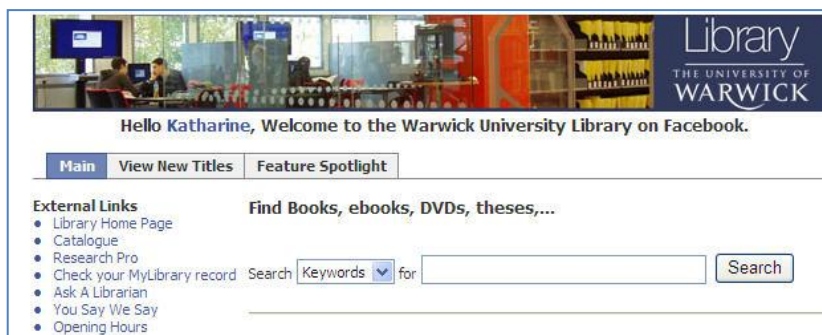 Library
THE UNIVERSITY OF
WARWICK
Hello Katharine, Welcome to the Warwick University Library on Facebook.
Main View New Titles Feature Spotlight
External Links
Library Home Page
Catalogue
Research Pro
Check your MyLibrary record
Ask A Librarian
You Say We Say
Opening Hours
Find Books, ebooks, DVDs, theses,...
Search Keywords for Search